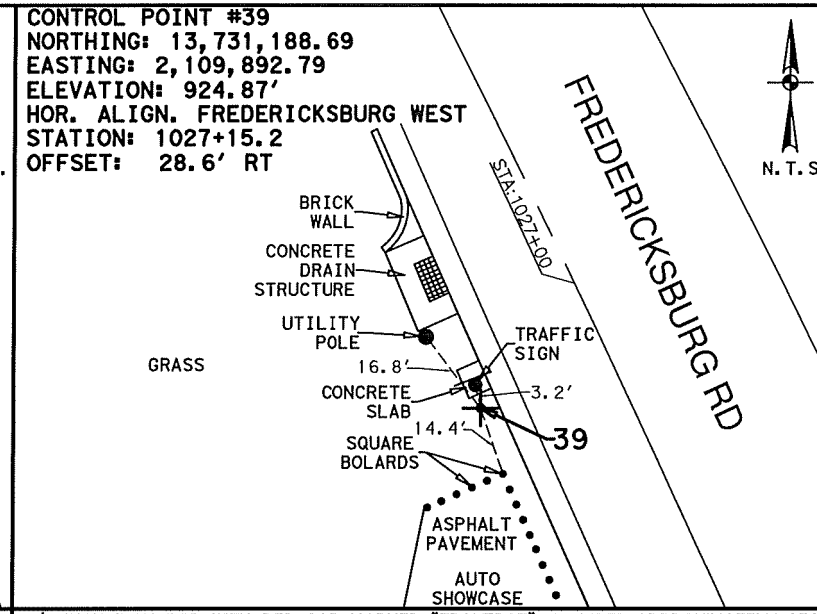 CONTROL POINT #39
NORTHING: 13,731,188.69
EASTING: 2,109,892.79
ELEVATION: 924.87'
HOR. ALIGN. FREDERICKSBURG WEST
STATION: 1027+15.2
OFFSET: 28.6' RT
N.T.S
FREDERICKSBURG RD
STA:1027+00
BRICK
WALL
CONCRETE
DRAIN
STRUCTURE
UTILITY
POLE
TRAFFIC
SIGN
GRASS
16.8'
CONCRETE
SLAB
3.2'
14.4'
39
SQUARE
BOLARDS
ASPHALT
PAVEMENT
AUTO
SHOWCASE